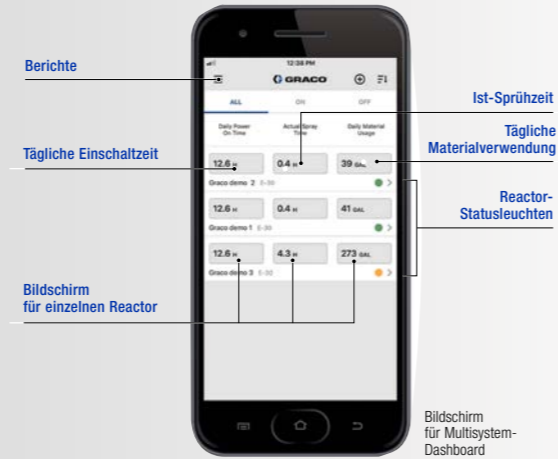 12:38 PM
Berichte
GRACO
ALL
ON
OFF
Ist-Sprühzeit
Daily Power
On Time
Actual Spray
Time
Daily Material
Usage
Tägliche
Materialverwendung
Tägliche Einschaltzeit
12.6 H
0.4 H
39 GAL
Graco demo 2 E-30
Reactor-
Statusleuchten
12.6 H
0.4 H
41 GAL
Graco demo 1 E-30
12.6 H
4.3 H
273 GAL
Graco demo 3 E-30
Bildschirm
für einzelnen Reactor
Bildschirm
für Multisystem-
Dashboard